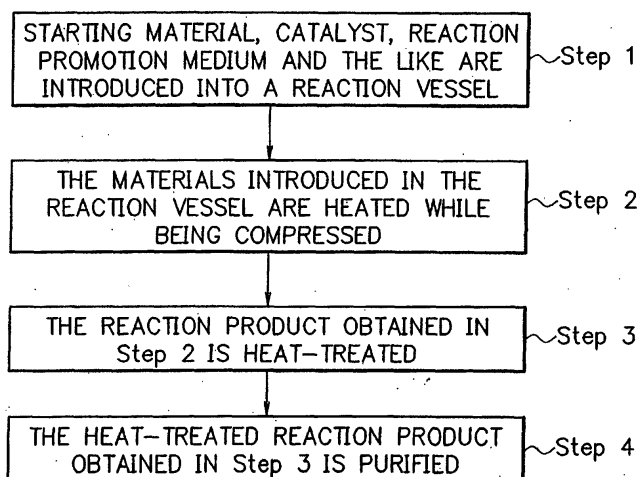 STARTING MATERIAL, CATALYST, REACTION
PROMOTION MEDIUM AND THE LIKE ARE
INTRODUCED INTO A REACTION VESSEL
Step 1
THE MATERIALS INTRODUCED IN THE
REACTION VESSEL ARE HEATED WHILE
BEING COMPRESSED
Step 2
THE REACTION PRODUCT OBTAINED IN
Step 2 IS HEAT-TREATED
Step 3
THE HEAT-TREATED REACTION PRODUCT
OBTAINED IN Step 3 IS PURIFIED
Step 4